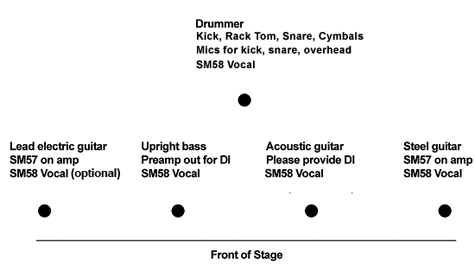 Drummer
Kick, Rack Tom, Snare, Cymbals
Mics for kick, snare, overhead
SM58 Vocal
Lead electric guitar
SM57 on amp
SM58 Vocal (optional)
Upright bass
Preamp out for DI
SM58 Vocal
Acoustic guitar
Please provide DI
SM58 Vocal
Steel guitar
SM57 on amp
SM58 Vocal
Front of Stage